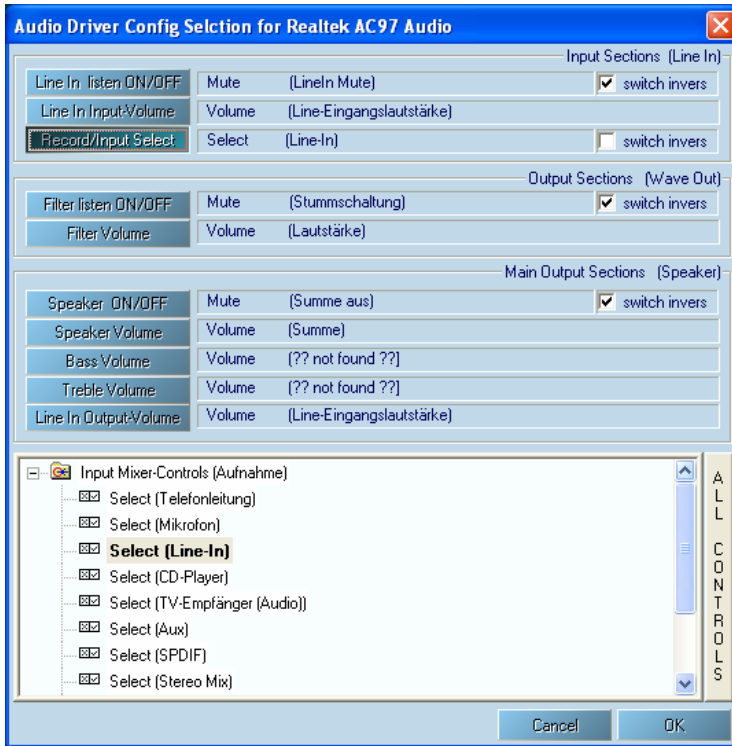 Audio Driver Config Selction for Realtek AC97 Audio
Input Sections (Line In)
Line In listen ON/OFF Mute (LineIn Mute) switch invers
Line In Input-Volume Volume (Line-Eingangslautstärke)
Record/Input Select Select (Line-In) switch invers
Output Sections (Wave Out)
Filter listen ON/OFF Mute (Stummschaltung) switch invers
Filter Volume Volume (Lautstärke)
Main Output Sections (Speaker)
Speaker ON/OFF Mute (Summe aus) switch invers
Speaker Volume Volume (Summe)
Bass Volume Volume (?? not found ??]
Treble Volume Volume (?? not found ??]
Line In Output-Volume Volume (Line-Eingangslautstärke)
Input Mixer-Controls (Aufnahme)
Select (Telefonleitung)
Select (Mikrofon)
Select (Line-In)
Select (CD-Player)
Select (TV-Empfänger (Audio))
Select (Aux)
Select (SPDIF)
Select (Stereo Mix)
ALL CONTROLS
Cancel OK